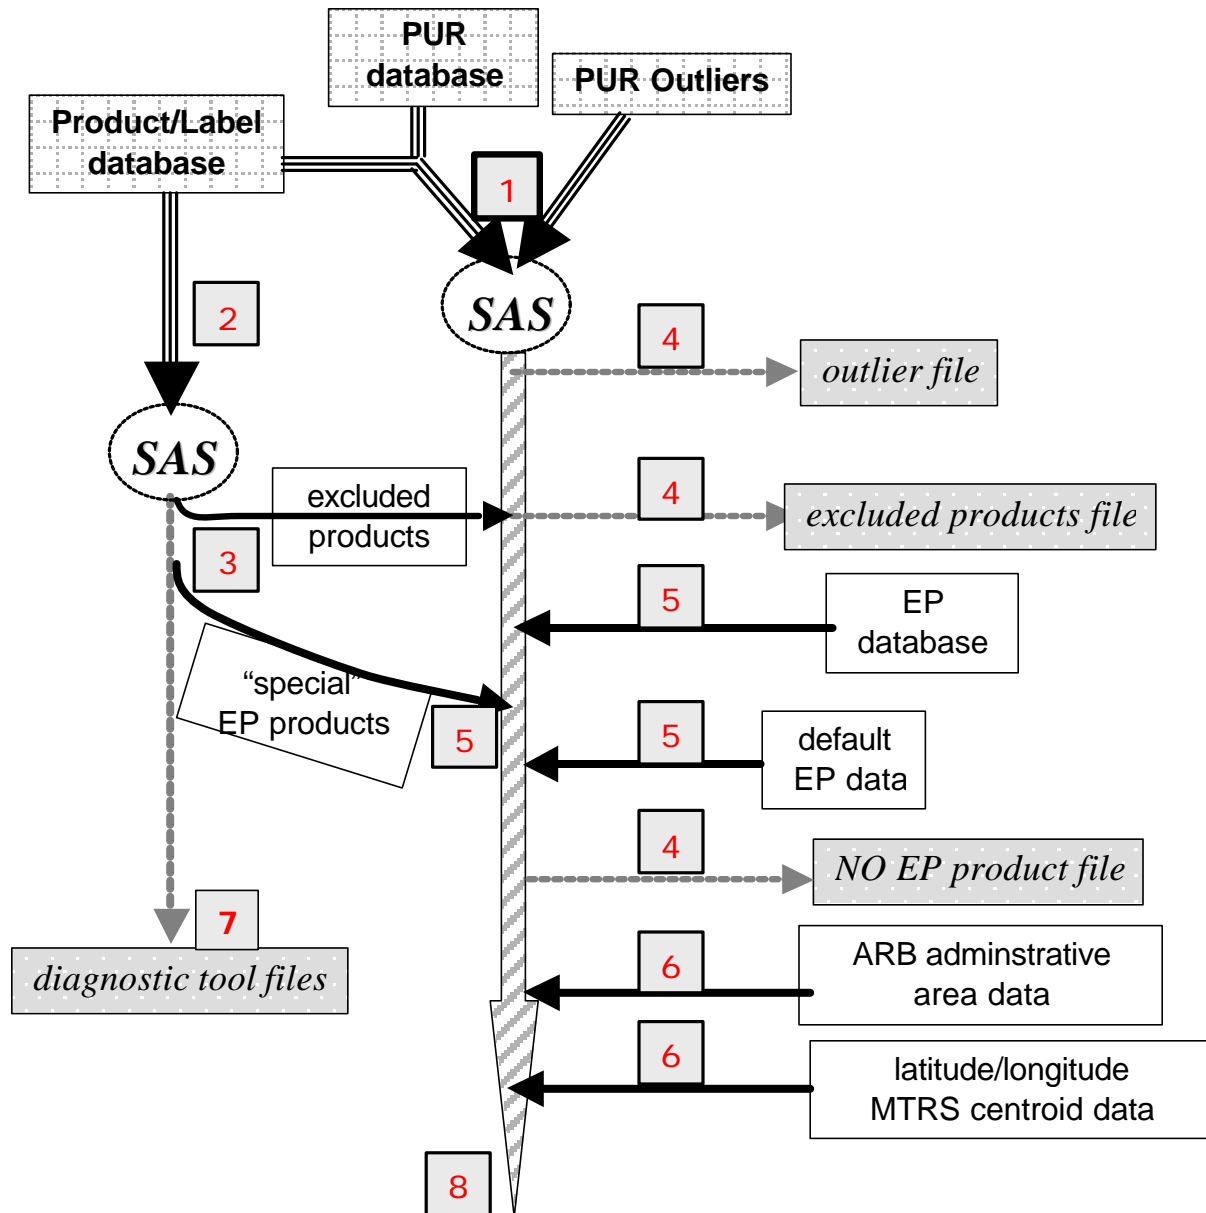 PUR
database
PUR Outliers
Product/Label
database
1
SAS
2
4
outlier file
SAS
excluded
products
4
excluded products file
3
5
EP
database
“special”
EP products
5
5
default
EP data
4
NO EP product file
7
diagnostic tool files
6
ARB adminstrative
area data
6
latitude/longitude
MTRS centroid data
8